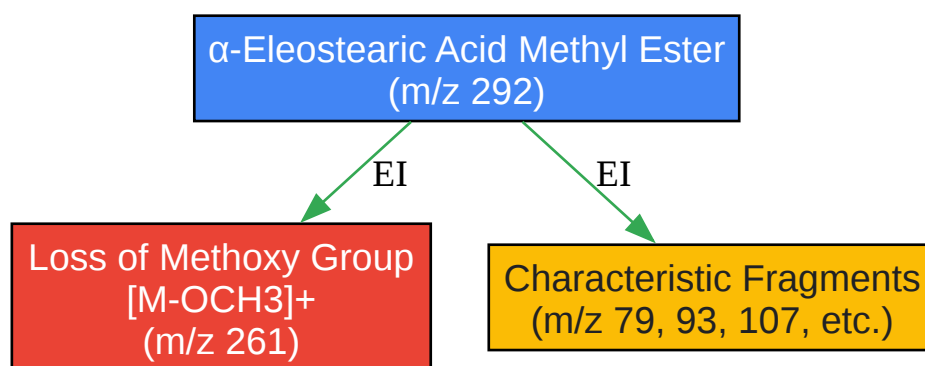 α-Eleostearic Acid Methyl Ester
(m/z 292)
EI
EI
Loss of Methoxy Group
[M-OCH3]+
(m/z 261)
Characteristic Fragments
(m/z 79, 93, 107, etc.)